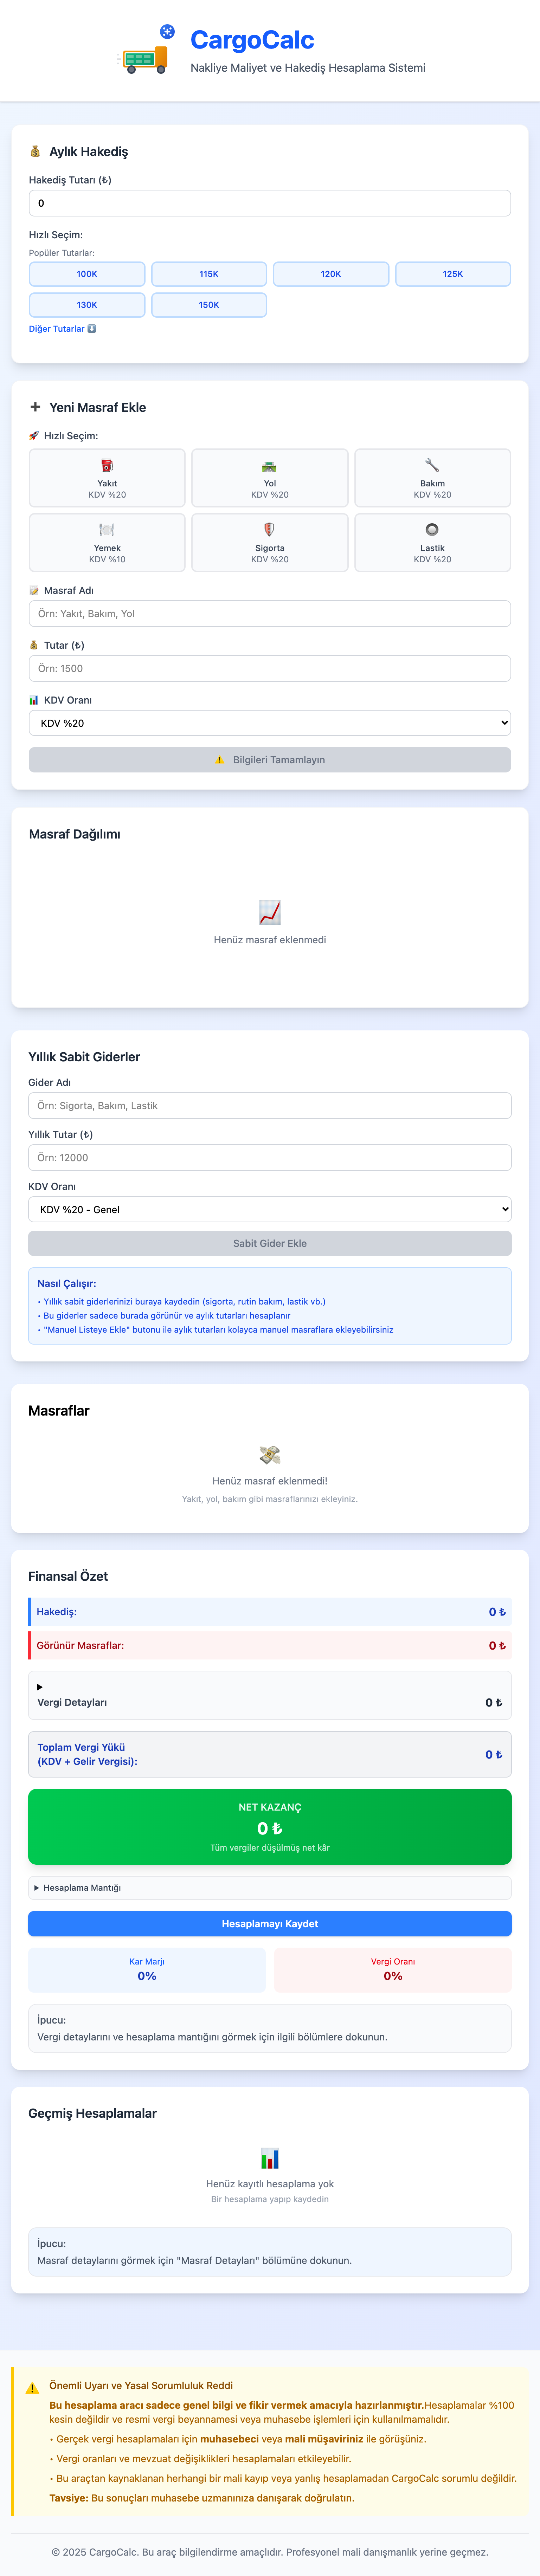 CargoCalc
Nakliye Maliyet ve Hakediş Hesaplama Sistemi
Aylık Hakediş
Hakediş Tutarı (₺)
0
Hızlı Seçim:
Popüler Tutarlar:
100K
115K
120K
125K
130K
150K
Diğer Tutarlar
Yeni Masraf Ekle
Hızlı Seçim:
Yakıt
KDV %20
Yol
KDV %20
Bakım
KDV %20
Yemek
KDV %10
Sigorta
KDV %20
Lastik
KDV %20
Masraf Adı
Örn: Yakıt, Bakım, Yol
Tutar (₺)
Örn: 1500
KDV Oranı
KDV %20
Bilgileri Tamamlayın
Masraf Dağılımı
Henüz masraf eklenmedi
Yıllık Sabit Giderler
Gider Adı
Örn: Sigorta, Bakım, Lastik
Yıllık Tutar (₺)
Örn: 12000
KDV Oranı
KDV %20 - Genel
Sabit Gider Ekle
Nasıl Çalışır:
• Yıllık sabit giderlerinizi buraya kaydedin (sigorta, rutin bakım, lastik vb.)
• Bu giderler sadece burada görünür ve aylık tutarları hesaplanır
• "Manuel Listeye Ekle" butonu ile aylık tutarları kolayca manuel masraflara ekleyebilirsiniz
Masraflar
Henüz masraf eklenmedi!
Yakıt, yol, bakım gibi masraflarınızı ekleyiniz.
Finansal Özet
Hakediş:
0 ₺
Görünür Masraflar:
0 ₺
Vergi Detayları
0 ₺
Toplam Vergi Yükü
(KDV + Gelir Vergisi):
0 ₺
NET KAZANÇ
0 ₺
Tüm vergiler düşülmüş net kâr
Hesaplama Mantığı
Hesaplamayı Kaydet
Kar Marjı
0%
Vergi Oranı
0%
İpucu:
Vergi detaylarını ve hesaplama mantığını görmek için ilgili bölümlere dokunun.
Geçmiş Hesaplamalar
Henüz kayıtlı hesaplama yok
Bir hesaplama yapıp kaydedin
İpucu:
Masraf detaylarını görmek için "Masraf Detayları" bölümüne dokunun.
Önemli Uyarı ve Yasal Sorumluluk Reddi
Bu hesaplama aracı sadece genel bilgi ve fikir vermek amacıyla hazırlanmıştır.Hesaplamalar %100
kesin değildir ve resmi vergi beyannamesi veya muhasebe işlemleri için kullanılmamalıdır.
• Gerçek vergi hesaplamaları için muhasebeci veya mali müşaviriniz ile görüşünüz.
• Vergi oranları ve mevzuat değişiklikleri hesaplamaları etkileyebilir.
• Bu araçtan kaynaklanan herhangi bir mali kayıp veya yanlış hesaplamadan CargoCalc sorumlu değildir.
Tavsiye: Bu sonuçları muhasebe uzmanınıza danışarak doğrulatın.
© 2025 CargoCalc. Bu araç bilgilendirme amaçlıdır. Profesyonel mali danışmanlık yerine geçmez.